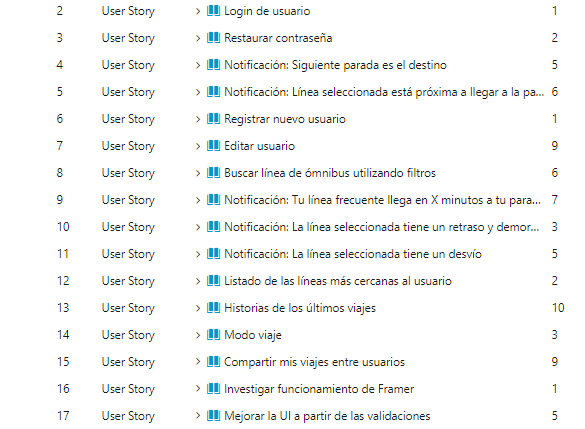 2 User Story Login de usuario 1
3 User Story Restaurar contraseña 2
4 User Story Notificación: Siguiente parada es el destino 5
5 User Story Notificación: Línea seleccionada está próxima a llegar a la pa... 6
6 User Story Registrar nuevo usuario 1
7 User Story Editar usuario 9
8 User Story Buscar línea de ómnibus utilizando filtros 6
9 User Story Notificación: Tu línea frecuente llega en X minutos a tu para... 7
10 User Story Notificación: La línea seleccionada tiene un retraso y demor... 3
11 User Story Notificación: La línea seleccionada tiene un desvío 5
12 User Story Listado de las líneas más cercanas al usuario 2
13 User Story Historias de los últimos viajes 10
14 User Story Modo viaje 3
15 User Story Compartir mis viajes entre usuarios 9
16 User Story Investigar funcionamiento de Framer 1
17 User Story Mejorar la UI a partir de las validaciones 5